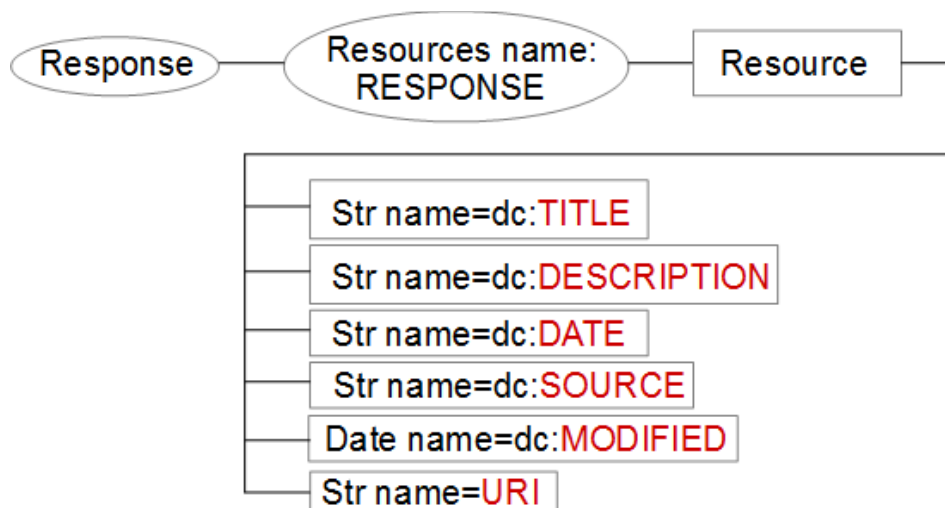 Response
Resources name:
RESPONSE
Resource
Str name=dc:TITLE
Str name=dc:DESCRIPTION
Str name=dc:DATE
Str name=dc:SOURCE
Date name=dc:MODIFIED
Str name=URI